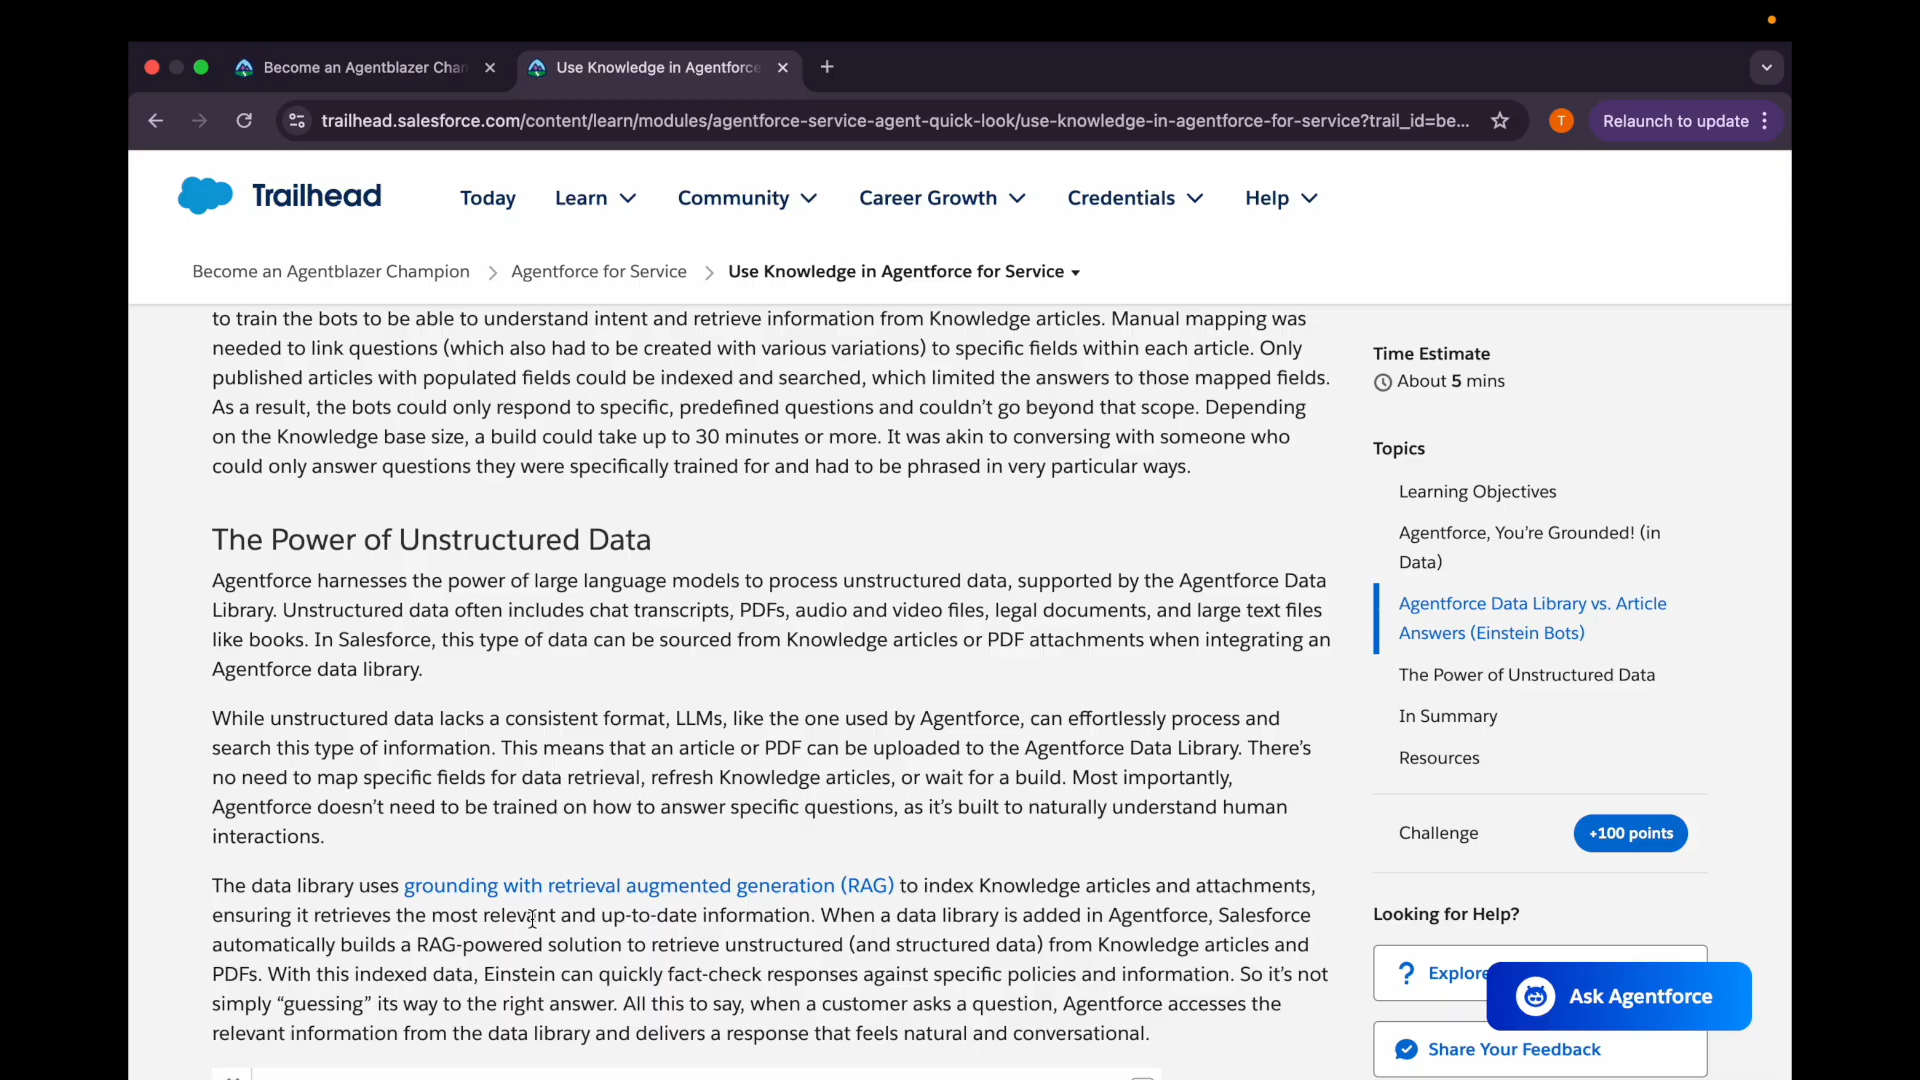 Become an Agentblazer Chan
Use Knowledge in Agentforce
trailhead.salesforce.com/content/learn/modules/agentforce-service-agent-quick-look/use-knowledge-in-agentforce-for-service?trail_id=be...
T
Relaunch to update
Trailhead
Today
Learn
Community
Career Growth
Credentials
Help
Become an Agentblazer Champion
Agentforce for Service
Use Knowledge in Agentforce for Service
to train the bots to be able to understand intent and retrieve information from Knowledge articles. Manual mapping was
needed to link questions (which also had to be created with various variations) to specific fields within each article. Only
published articles with populated fields could be indexed and searched, which limited the answers to those mapped fields.
As a result, the bots could only respond to specific, predefined questions and couldn't go beyond that scope. Depending
on the Knowledge base size, a build could take up to 30 minutes or more. It was akin to conversing with someone who
could only answer questions they were specifically trained for and had to be phrased in very particular ways.
The Power of Unstructured Data
Agentforce harnesses the power of large language models to process unstructured data, supported by the Agentforce Data
Library. Unstructured data often includes chat transcripts, PDFs, audio and video files, legal documents, and large text files
like books. In Salesforce, this type of data can be sourced from Knowledge articles or PDF attachments when integrating an
Agentforce data library.
While unstructured data lacks a consistent format, LLMs, like the one used by Agentforce, can effortlessly process and
search this type of information. This means that an article or PDF can be uploaded to the Agentforce Data Library. There's
no need to map specific fields for data retrieval, refresh Knowledge articles, or wait for a build. Most importantly,
Agentforce doesn't need to be trained on how to answer specific questions, as it's built to naturally understand human
interactions.
The data library uses grounding with retrieval augmented generation (RAG) to index Knowledge articles and attachments,
ensuring it retrieves the most relevant and up-to-date information. When a data library is added in Agentforce, Salesforce
automatically builds a RAG-powered solution to retrieve unstructured (and structured data) from Knowledge articles and
PDFs. With this indexed data, Einstein can quickly fact-check responses against specific policies and information. So it's not
simply “guessing” its way to the right answer. All this to say, when a customer asks a question, Agentforce accesses the
relevant information from the data library and delivers a response that feels natural and conversational.
Time Estimate
About 5 mins
Topics
Learning Objectives
Agentforce, You're Grounded! (in
Data)
Agentforce Data Library vs. Article
Answers (Einstein Bots)
The Power of Unstructured Data
In Summary
Resources
Challenge
+100 points
Looking for Help?
Explore
Ask Agentforce
Share Your Feedback